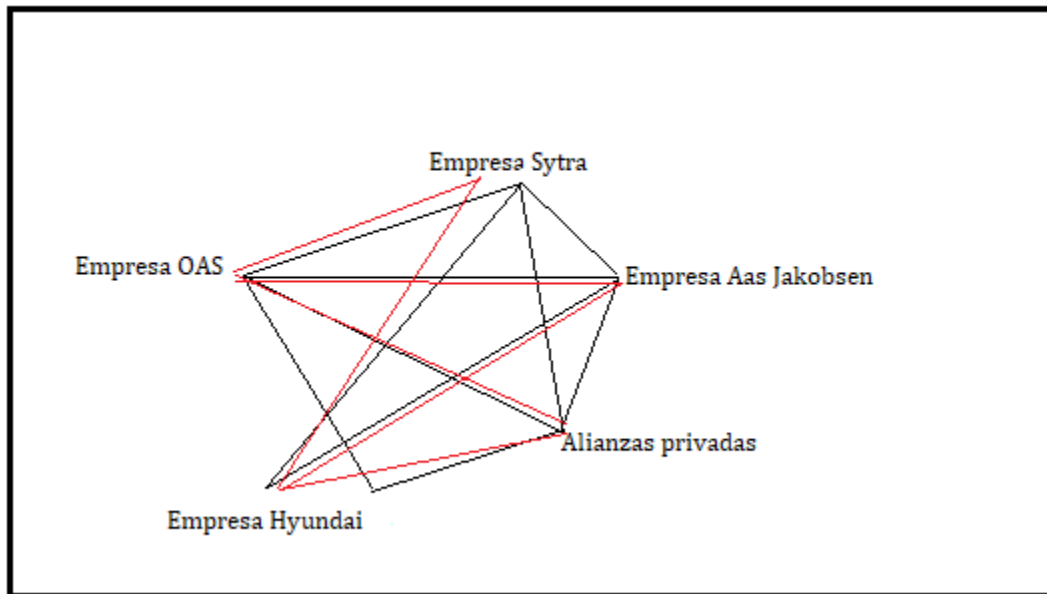 Empresa Sytra
Empresa OAS
Empresa Aas Jakobsen
Alianzas privadas
Empresa Hyundai